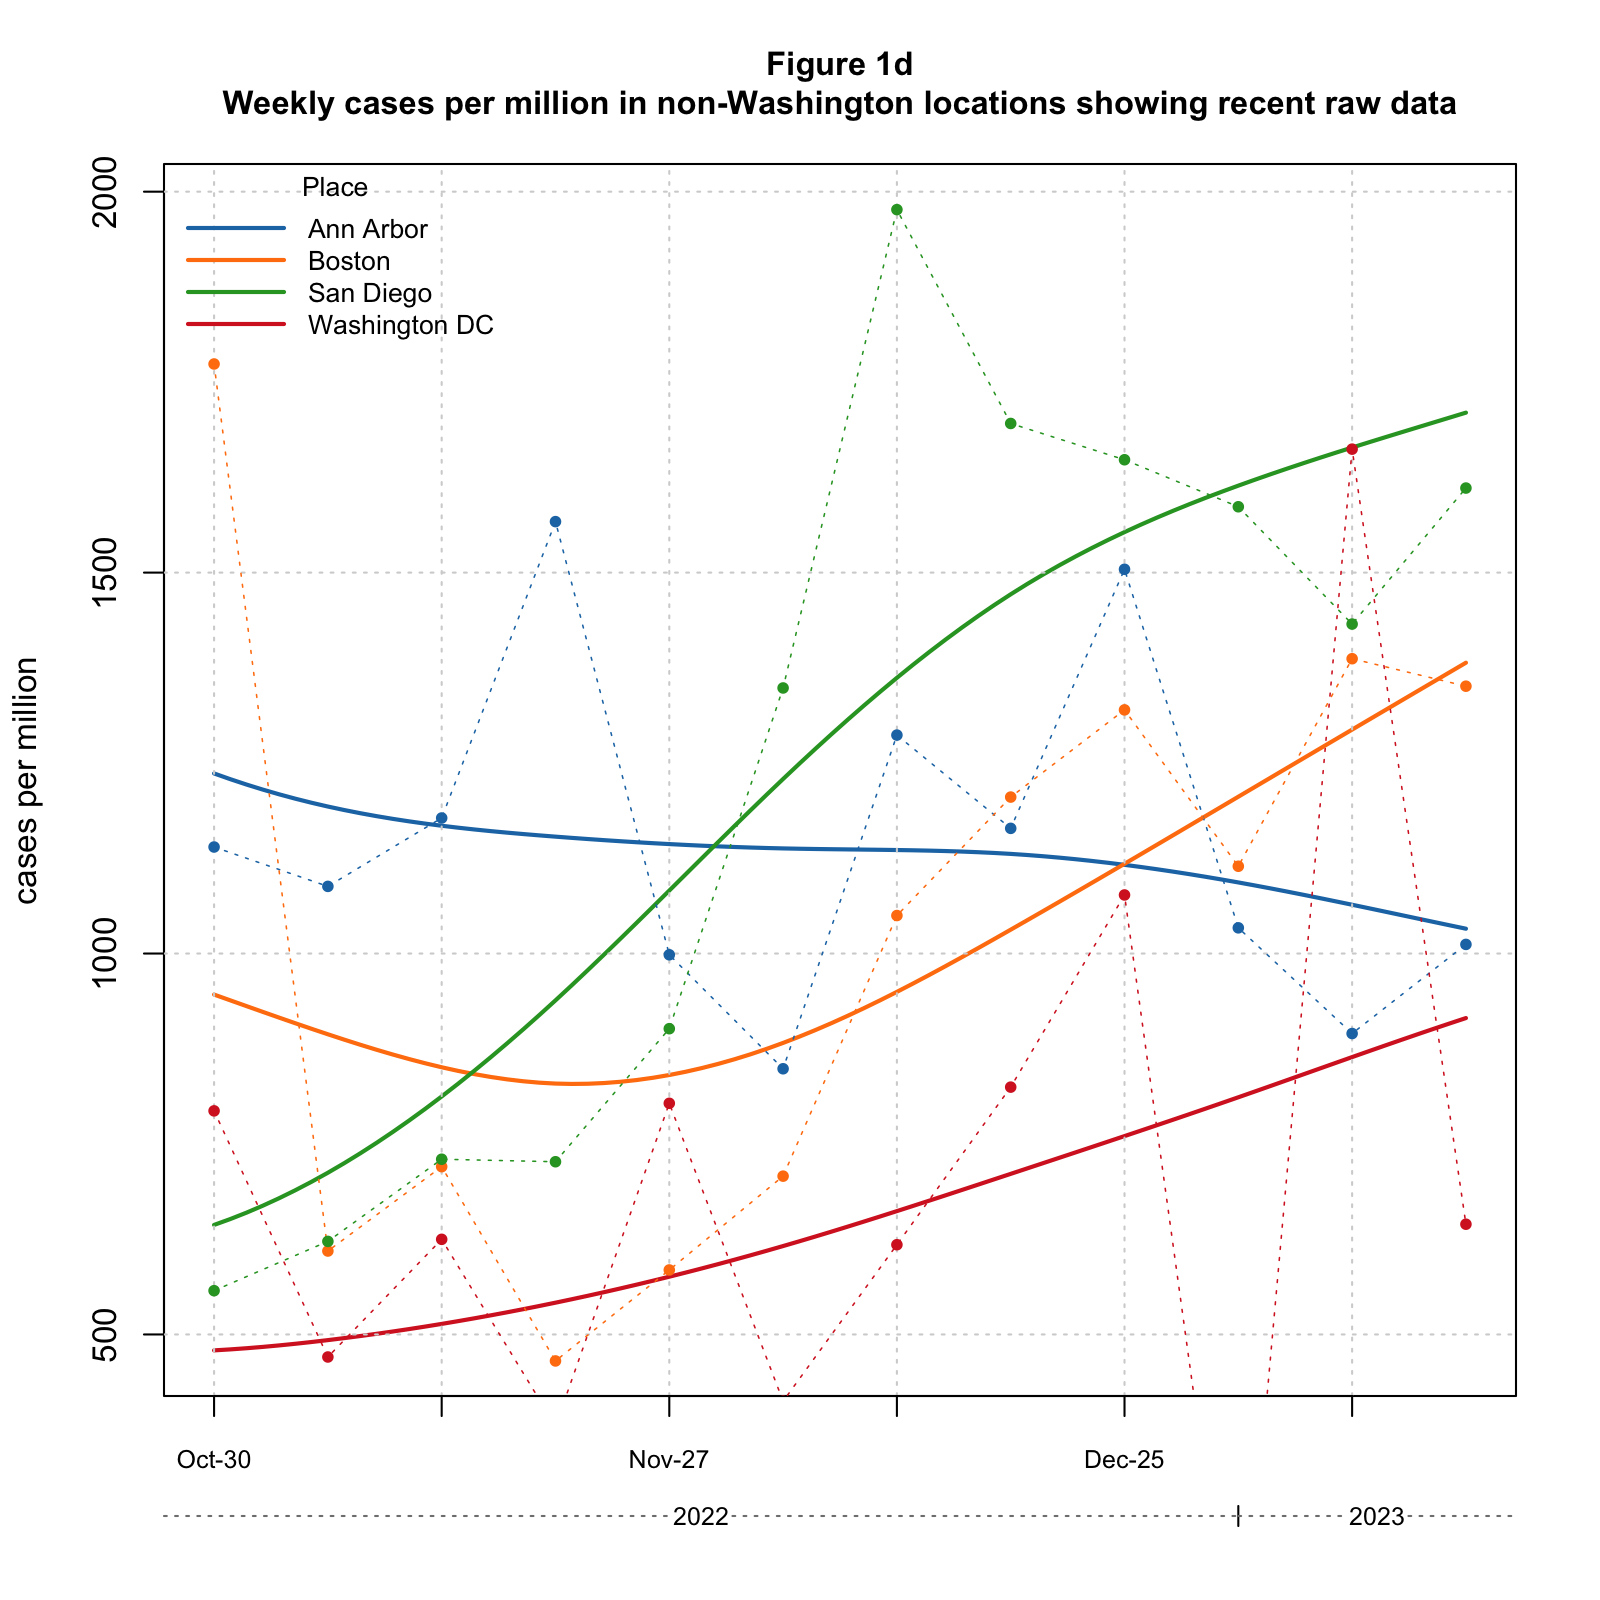 Figure 1d
Weekly cases per million in non-Washington locations showing recent raw data
cases per million
2000
1500
1000
500
Place
Ann Arbor
Boston
San Diego
Washington DC
Oct-30
Nov-27
Dec-25
2022
2023